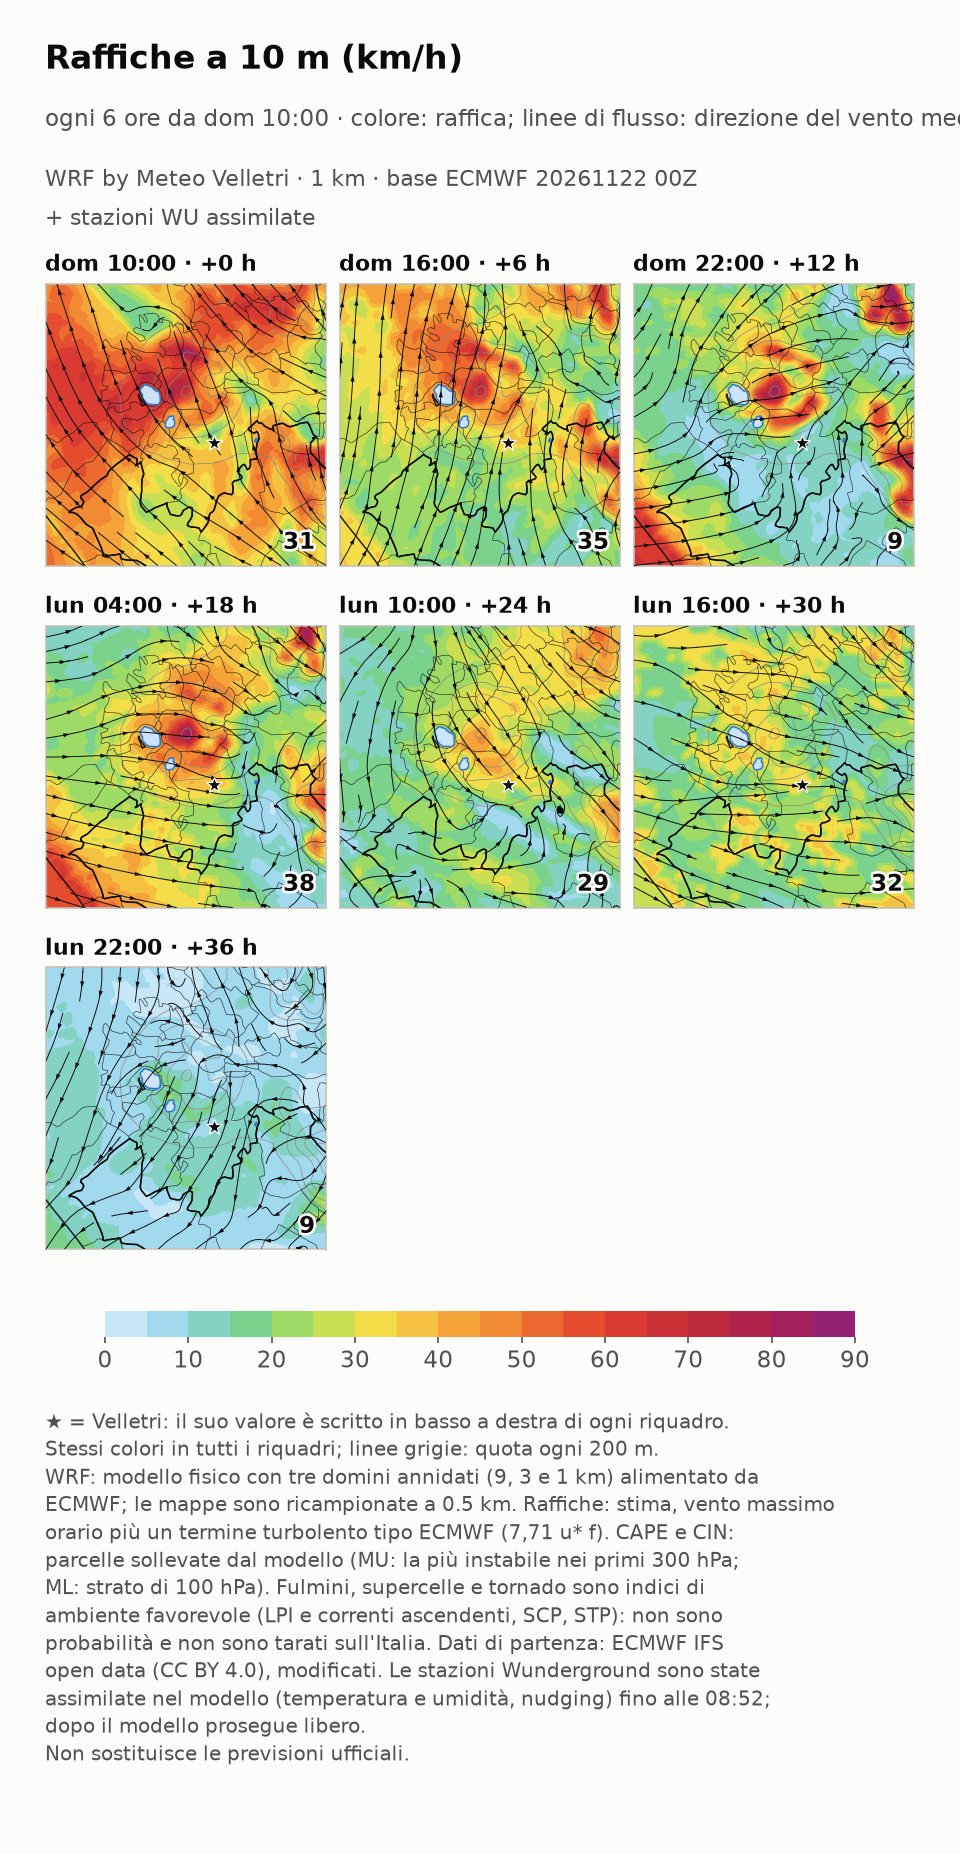 Raffiche a 10 m (km/h)
ogni 6 ore da dom 10:00 · colore: raffica; linee di flusso: direzione del vento
WRF by Meteo Velletri · 1 km · base ECMWF 20261122 00Z
+ stazioni WU assimilate
dom 10:00 · +0 h
dom 16:00 · +6 h
dom 22:00 · +12 h
31
35
9
lun 04:00 · +18 h
lun 10:00 · +24 h
lun 16:00 · +30 h
38
29
32
lun 22:00 · +36 h
9
0 10 20 30 40 50 60 70 80 90
★ = Velletri: il suo valore è scritto in basso a destra di ogni riquadro.
Stessi colori in tutti i riquadri; linee grigie: quota ogni 200 m.
WRF: modello fisico con tre domini annidati (9, 3 e 1 km) alimentato da
ECMWF; le mappe sono ricampionate a 0.5 km. Raffiche: stima, vento massimo
orario più un termine turbolento tipo ECMWF (7,71 u* f). CAPE e CIN:
parcelle sollevate dal modello (MU: la più instabile nei primi 300 hPa;
ML: strato di 100 hPa). Fulmini, supercelle e tornado sono indici di
ambiente favorevole (LPI e correnti ascendenti, SCP, STP): non sono
probabilità e non sono tarati sull'Italia. Dati di partenza: ECMWF IFS
open data (CC BY 4.0), modificati. Le stazioni Wunderground sono state
assimilate nel modello (temperatura e umidità, nudging) fino alle 08:52;
dopo il modello prosegue libero.
Non sostituisce le previsioni ufficiali.